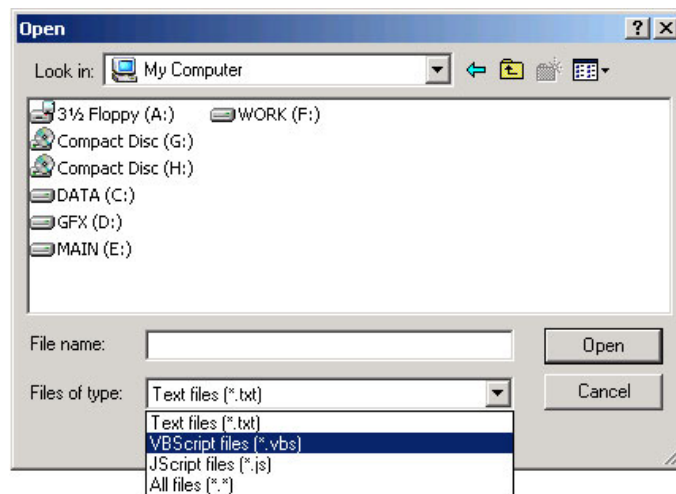 Open
Look in: My Computer
3½ Floppy (A:) WORK (F:)
Compact Disc (G:)
Compact Disc (H:)
DATA (C:)
GFX (D:)
MAIN (E:)
File name: Open
Files of type: Text files (*.txt) Cancel
Text files (*.txt)
VBScript files (*.vbs)
JScript files (*.js)
All files (*.*)